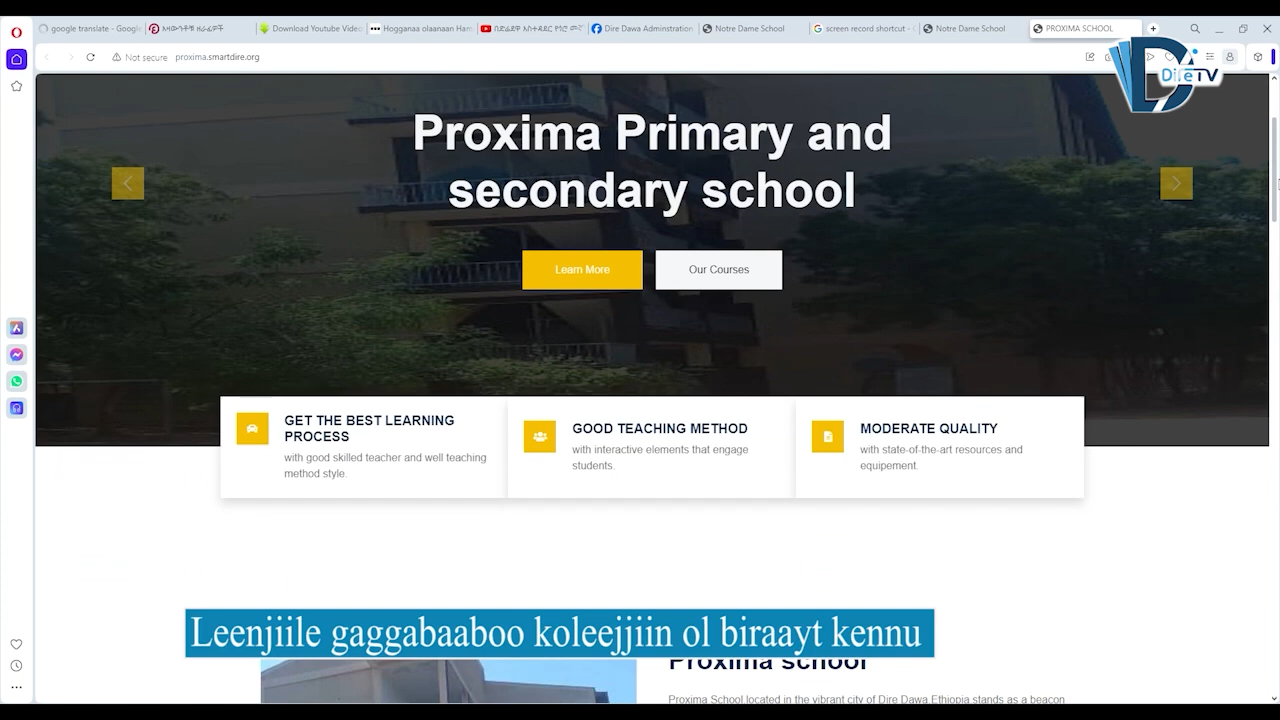 google translate - Google
Download Youtube Video
Hogganaa olaanaan Ham
Dire Dawa Adminstration
Notre Dame School
screen record shortcut - G
Notre Dame School
PROXIMA SCHOOL
Not secure proxima.smartdire.org
DireTV
Proxima Primary and
secondary school
Learn More
Our Courses
GET THE BEST LEARNING
PROCESS
with good skilled teacher and well teaching
method style.
GOOD TEACHING METHOD
with interactive elements that engage
students.
MODERATE QUALITY
with state-of-the-art resources and
equipement.
Leenjiile gaggabaaboo koleejjiin ol biraayt kennu
Proxima school
Proxima School,located in the vibrant city of Dire Dawa,Ethiopia,stands as a beacon